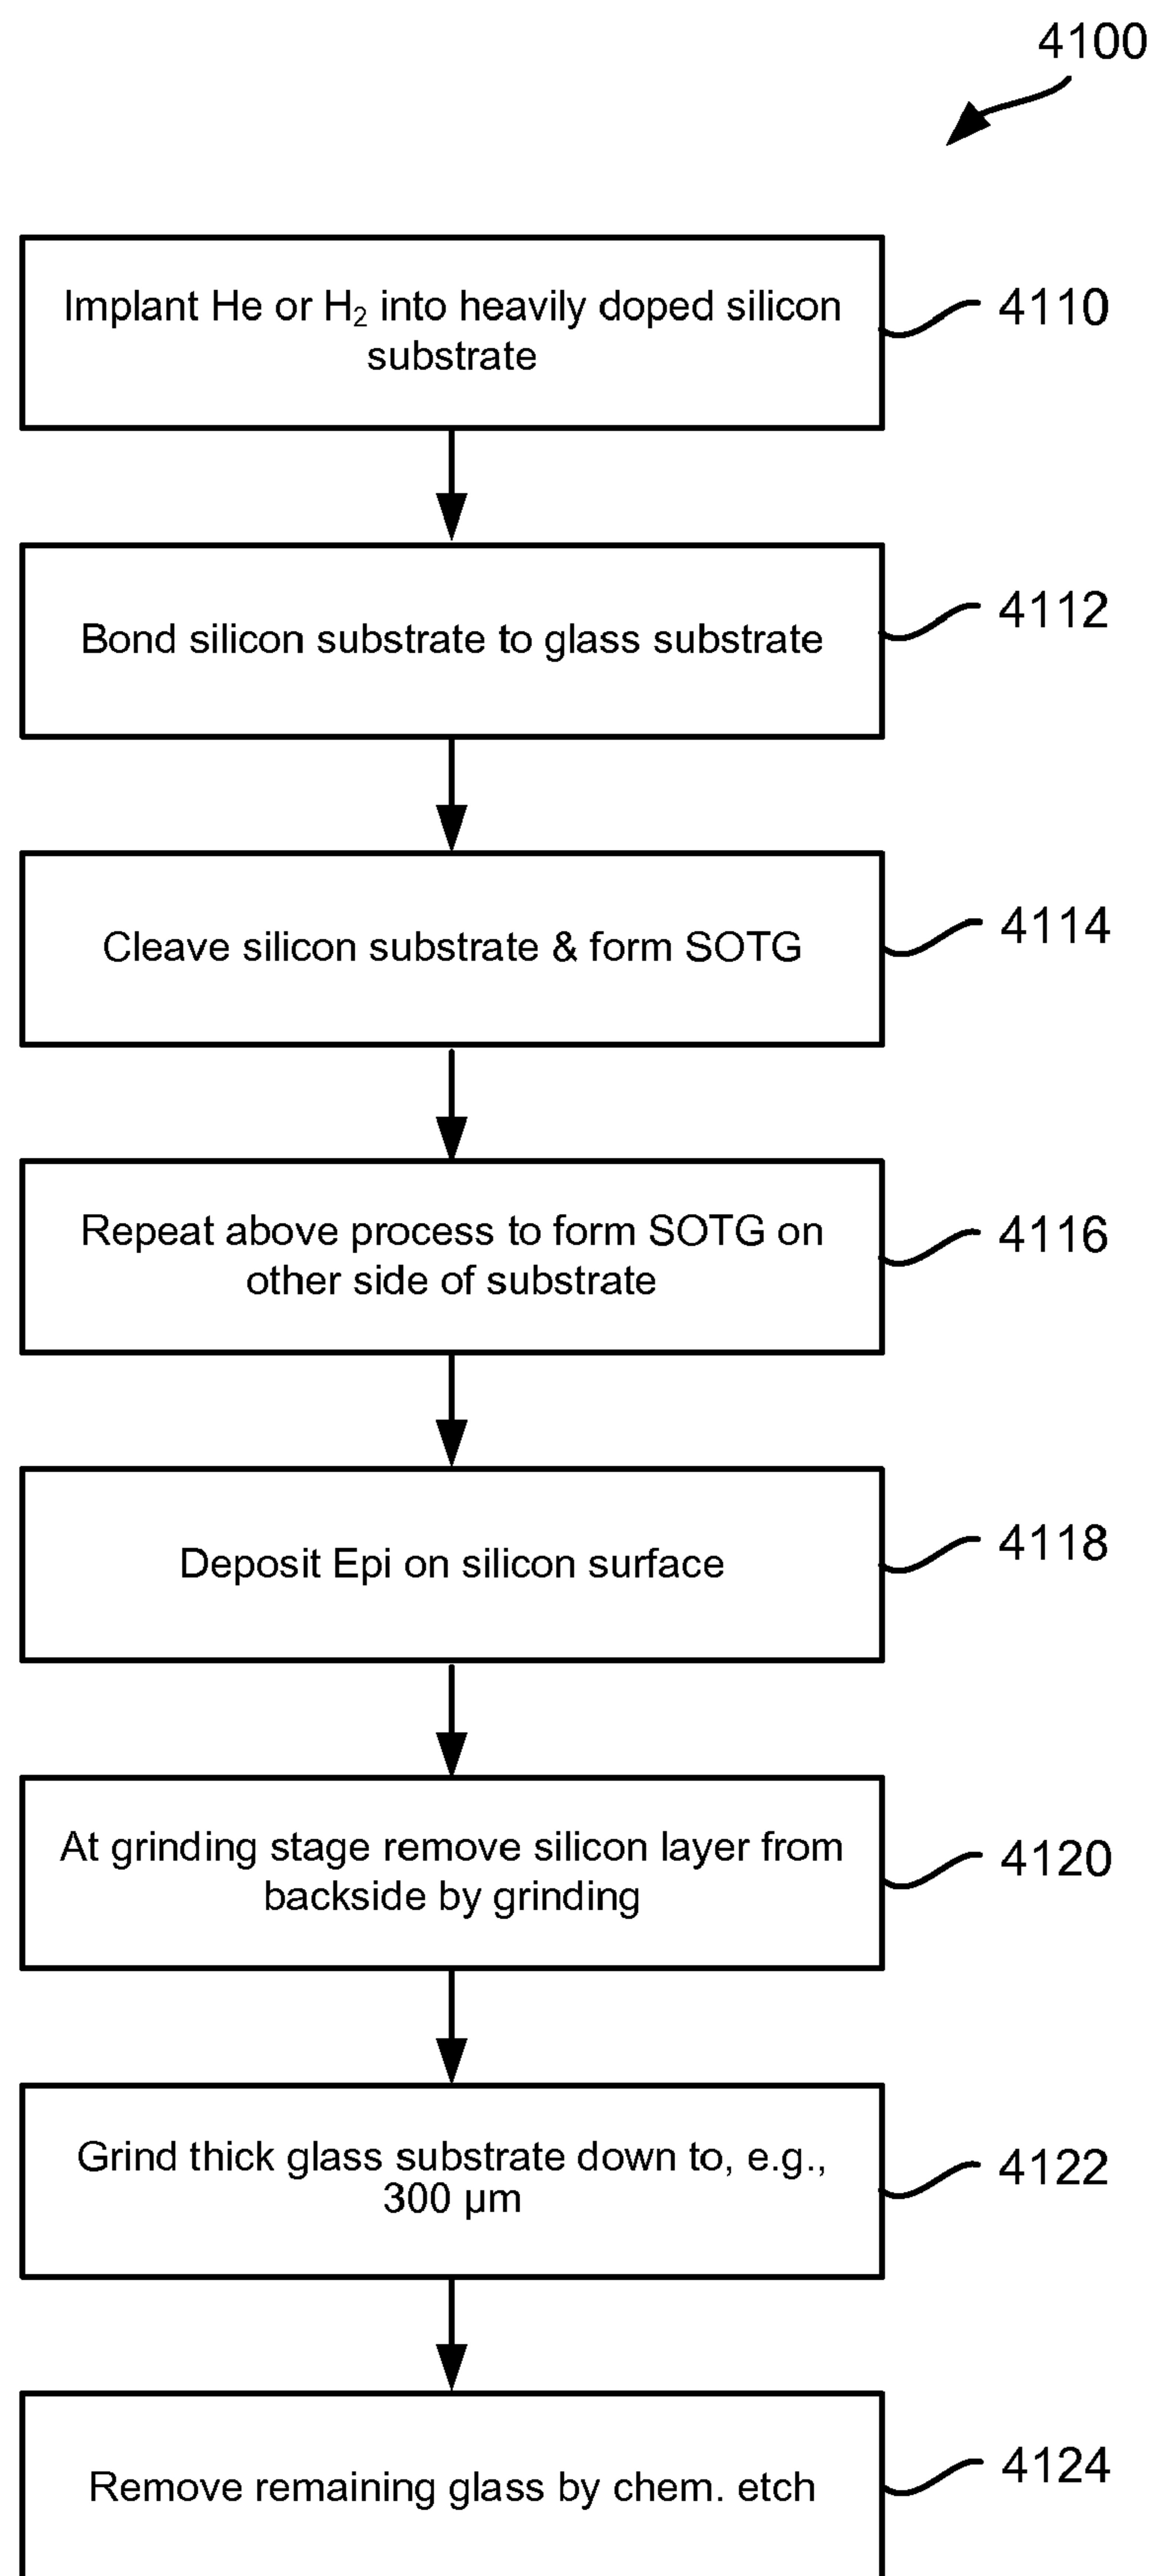 4100
Implant He or H₂ into heavily doped silicon
substrate
4110
Bond silicon substrate to glass substrate
4112
Cleave silicon substrate & form SOTG
4114
Repeat above process to form SOTG on
other side of substrate
4116
Deposit Epi on silicon surface
4118
At grinding stage remove silicon layer from
backside by grinding
4120
Grind thick glass substrate down to, e.g.,
300 µm
4122
Remove remaining glass by chem. etch
4124